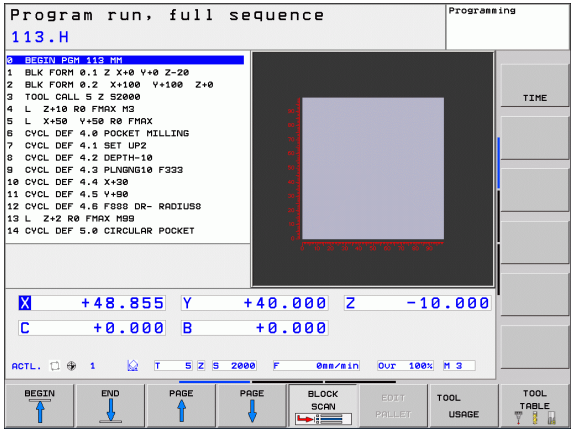 Program run, full sequence
Programming
113.H
0 BEGIN PGM 113 MM
1 BLK FORM 0.1 Z X+0 Y+0 Z-20
2 BLK FORM 0.2 X+100 Y+100 Z+0
3 TOOL CALL 5 Z S2000
4 L Z+10 R0 FMAX M3
5 L X+50 Y+50 R0 FMAX
6 CYCL DEF 4.0 POCKET MILLING
7 CYCL DEF 4.1 SET UP2
8 CYCL DEF 4.2 DEPTH-10
9 CYCL DEF 4.3 PLNGNG10 F333
10 CYCL DEF 4.4 X+30
11 CYCL DEF 4.5 Y+90
12 CYCL DEF 4.6 F888 DR- RADIUS8
13 L Z+2 R0 FMAX M99
14 CYCL DEF 5.0 CIRCULAR POCKET
TIME
X +48.855 Y +40.000 Z -10.000
C +0.000 B +0.000
ACTL. 1 T 5 Z S 2000 F 0mm/min Ovr 100% M 3
BEGIN
END
PAGE
PAGE
BLOCK
SCAN
EDIT
PALLET
TOOL
USAGE
TOOL
TABLE